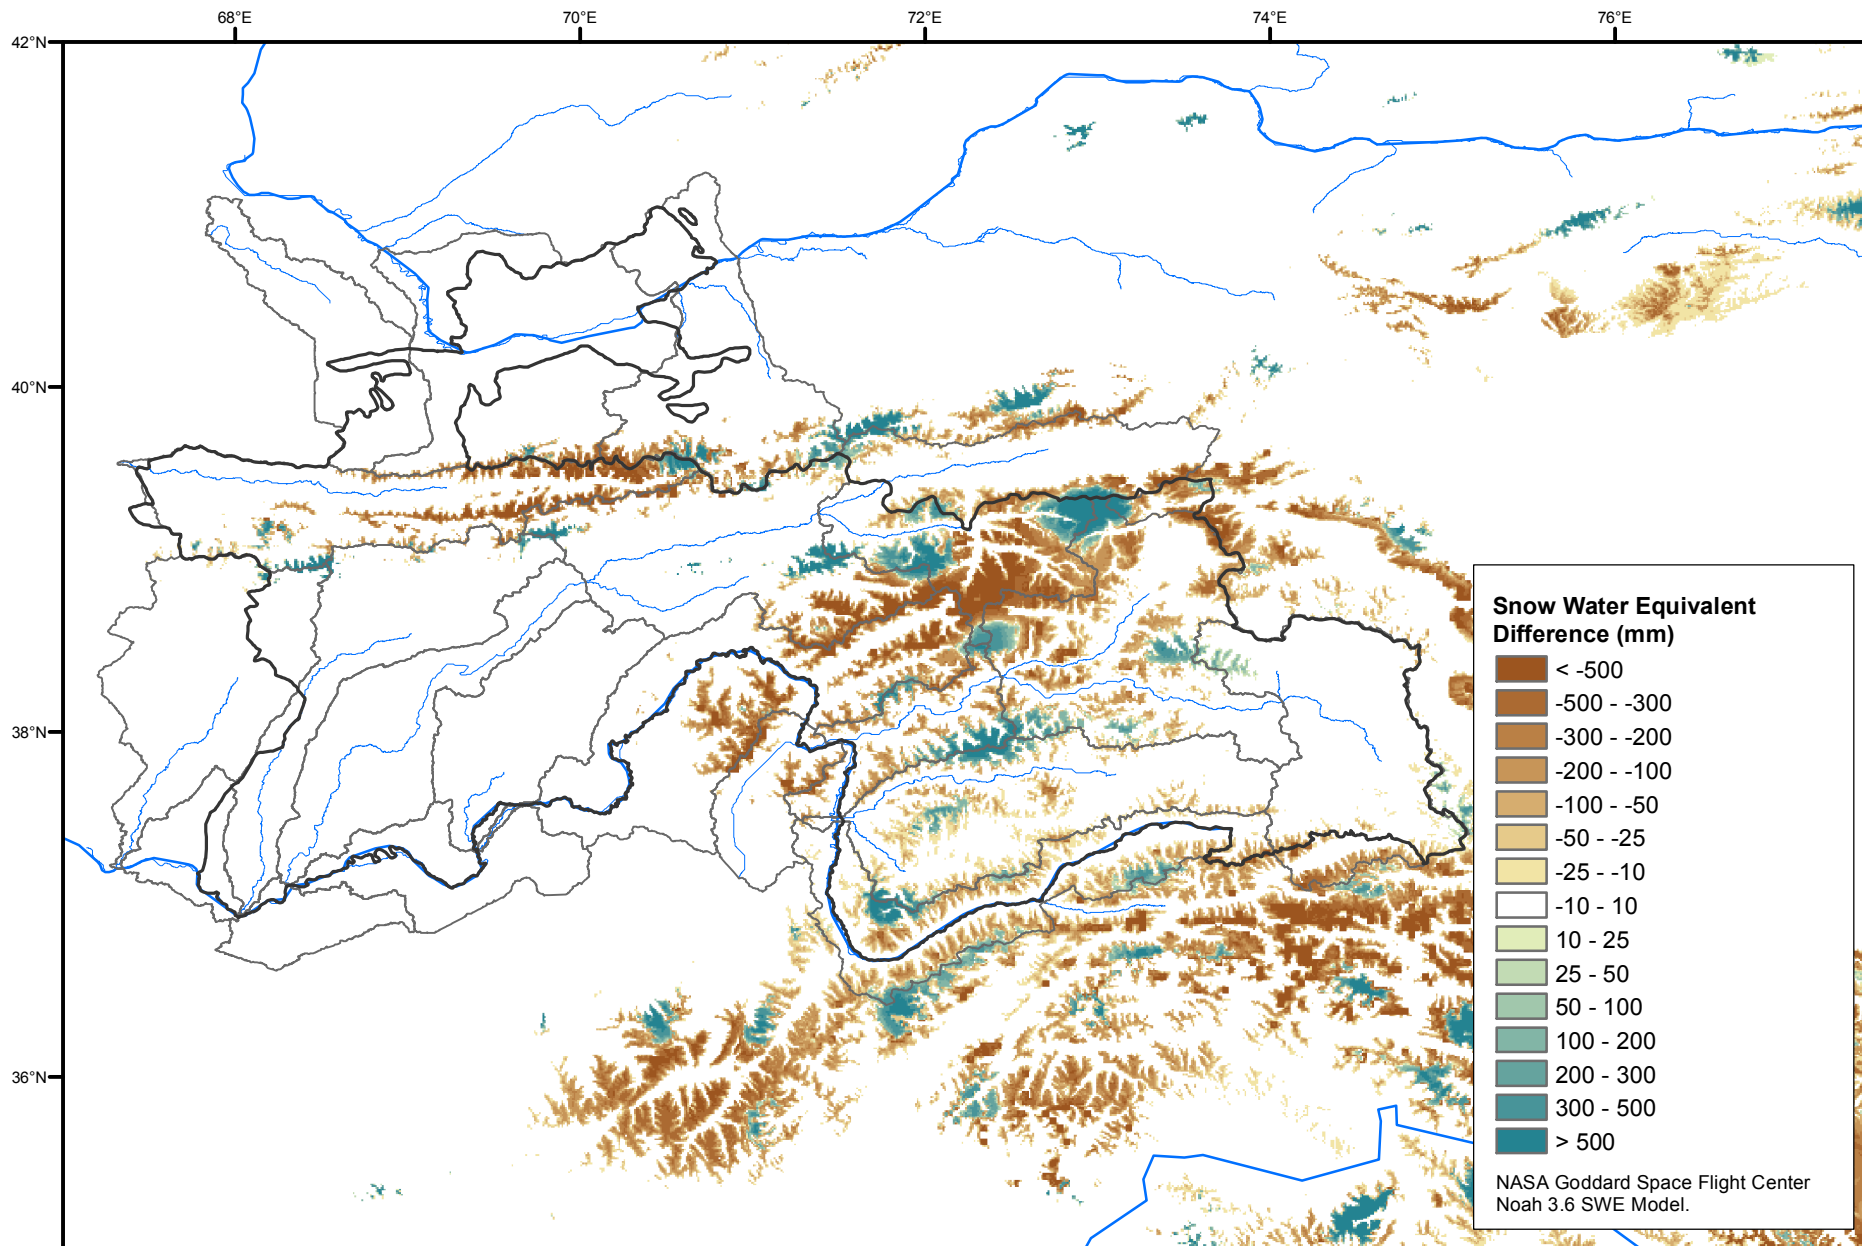 68°E 70°E 72°E 74°E 76°E
42°N
40°N
38°N
36°N
Snow Water Equivalent
Difference (mm)
< -500
-500 - -300
-300 - -200
-200 - -100
-100 - -50
-50 - -25
-25 - -10
-10 - 10
10 - 25
25 - 50
50 - 100
100 - 200
200 - 300
300 - 500
> 500
NASA Goddard Space Flight Center
Noah 3.6 SWE Model.